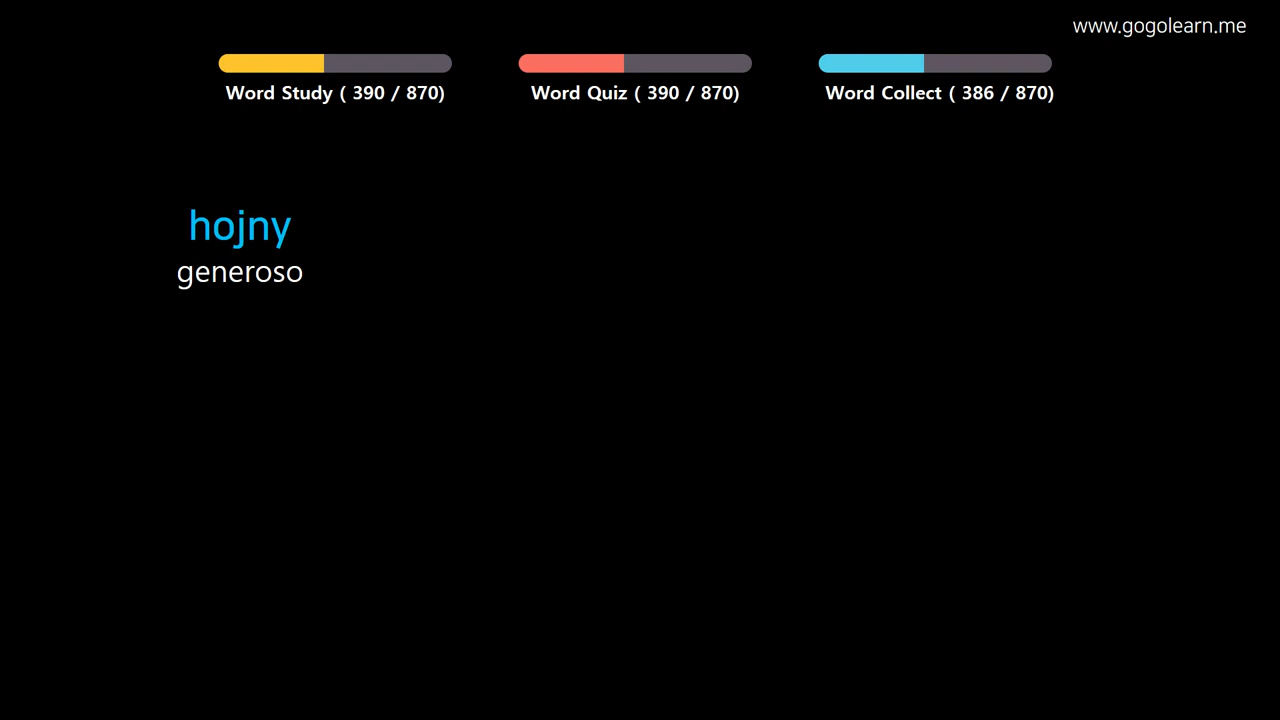 www.gogolearn.me
Word Study ( 390 / 870)
Word Quiz ( 390 / 870)
Word Collect ( 386 / 870)
hojny
generoso